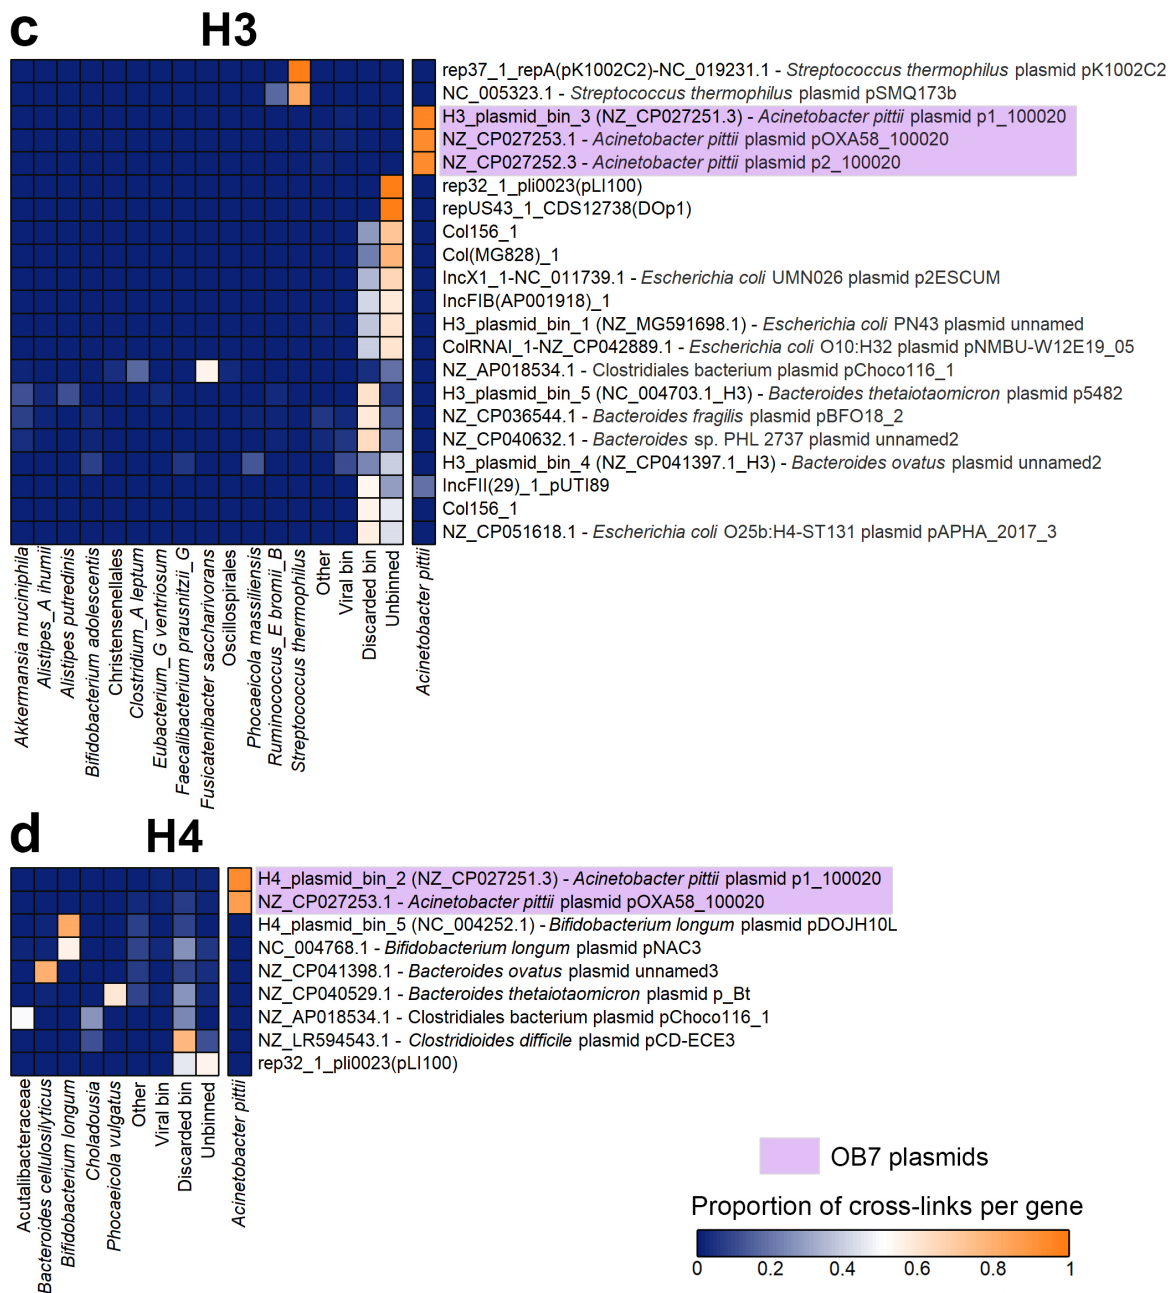 c
H3
rep37_1_repA(pK1002C2)-NC_019231.1 - Streptococcus thermophilus plasmid pK1002C2
NC_005323.1 - Streptococcus thermophilus plasmid pSMQ173b
H3_plasmid_bin_3 (NZ_CP027251.3) - Acinetobacter pittii plasmid p1_100020
NZ_CP027253.1 - Acinetobacter pittii plasmid pOXA58_100020
NZ_CP027252.3 - Acinetobacter pittii plasmid p2_100020
rep32_1_pli0023(pLI100)
repUS43_1_CDS12738(DOp1)
Col156_1
Col(MG828)_1
IncX1_1-NC_011739.1 - Escherichia coli UMN026 plasmid p2ESCUM
IncFIB(AP001918)_1
H3_plasmid_bin_1 (NZ_MG591698.1) - Escherichia coli PN43 plasmid unnamed
ColRNAI_1-NZ_CP042889.1 - Escherichia coli O10:H32 plasmid pNMBU-W12E19_05
NZ_AP018534.1 - Clostridiales bacterium plasmid pChoco116_1
H3_plasmid_bin_5 (NC_004703.1_H3) - Bacteroides thetaiotaomicron plasmid p5482
NZ_CP036544.1 - Bacteroides fragilis plasmid pBFO18_2
NZ_CP040632.1 - Bacteroides sp. PHL 2737 plasmid unnamed2
H3_plasmid_bin_4 (NZ_CP041397.1_H3) - Bacteroides ovatus plasmid unnamed2
IncFII(29)_1_pUTI89
Col156_1
NZ_CP051618.1 - Escherichia coli O25b:H4-ST131 plasmid pAPHA_2017_3
Akkermansia muciniphila
Alistipes_A ihumii
Alistipes putredinis
Bifidobacterium adolescentis
Christensenellales
Clostridium_A leptum
Eubacterium_G ventriosum
Faecalibacterium prausnitzii_G
Fusicatenibacter saccharivorans
Oscillospirales
Phocaeicola massiliensis
Ruminococcus_E bromii_B
Streptococcus thermophilus
Other
Viral bin
Discarded bin
Unbinned
Acinetobacter pittii
d
H4
H4_plasmid_bin_2 (NZ_CP027251.3) - Acinetobacter pittii plasmid p1_100020
NZ_CP027253.1 - Acinetobacter pittii plasmid pOXA58_100020
H4_plasmid_bin_5 (NC_004252.1) - Bifidobacterium longum plasmid pDOJH10L
NC_004768.1 - Bifidobacterium longum plasmid pNAC3
NZ_CP041398.1 - Bacteroides ovatus plasmid unnamed3
NZ_CP040529.1 - Bacteroides thetaiotaomicron plasmid p_Bt
NZ_AP018534.1 - Clostridiales bacterium plasmid pChoco116_1
NZ_LR594543.1 - Clostridioides difficile plasmid pCD-ECE3
rep32_1_pli0023(pLI100)
Acutalibacteraceae
Bacteroides cellulosilyticus
Bifidobacterium longum
Choladousia
Phocaeicola vulgatus
Other
Viral bin
Discarded bin
Unbinned
Acinetobacter pittii
OB7 plasmids
Proportion of cross-links per gene
0 0.2 0.4 0.6 0.8 1